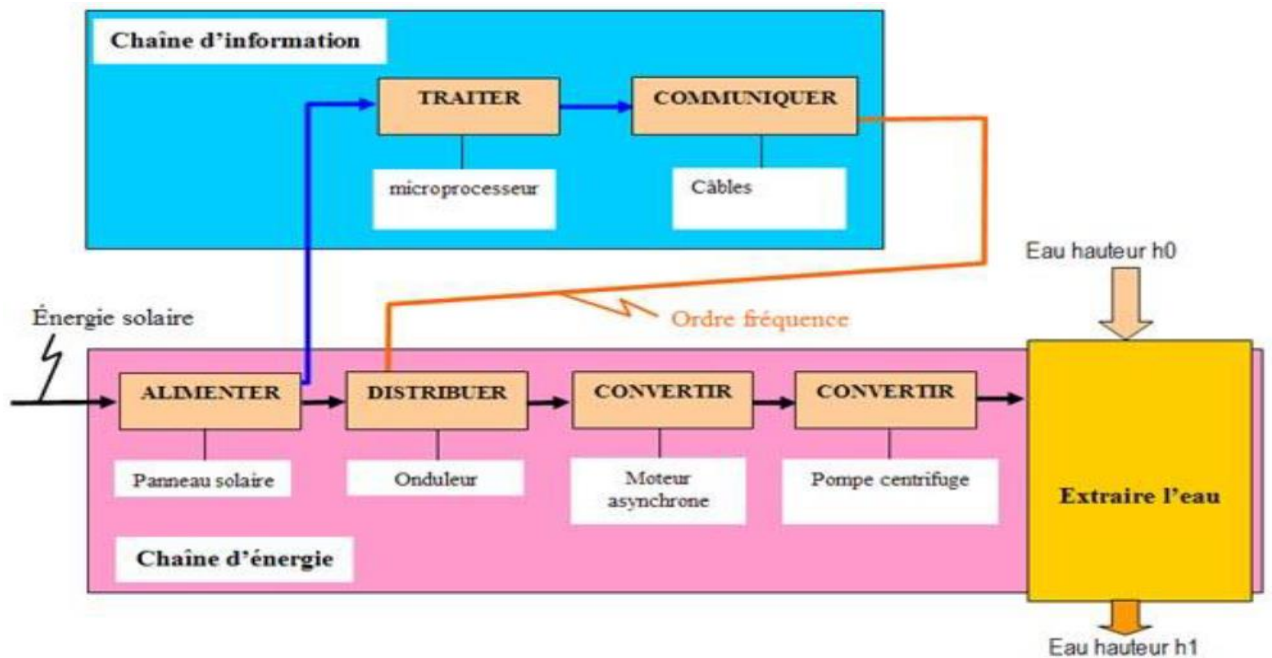 Chaîne d'information
TRAITER
COMMUNIQUER
microprocesseur
Câbles
Eau hauteur h0
Énergie solaire
Ordre fréquence
ALIMENTER
DISTRIBUER
CONVERTIR
CONVERTIR
Panneau solaire
Onduleur
Moteur
asynchrone
Pompe centrifuge
Extraire l'eau
Chaîne d'énergie
Eau hauteur h1